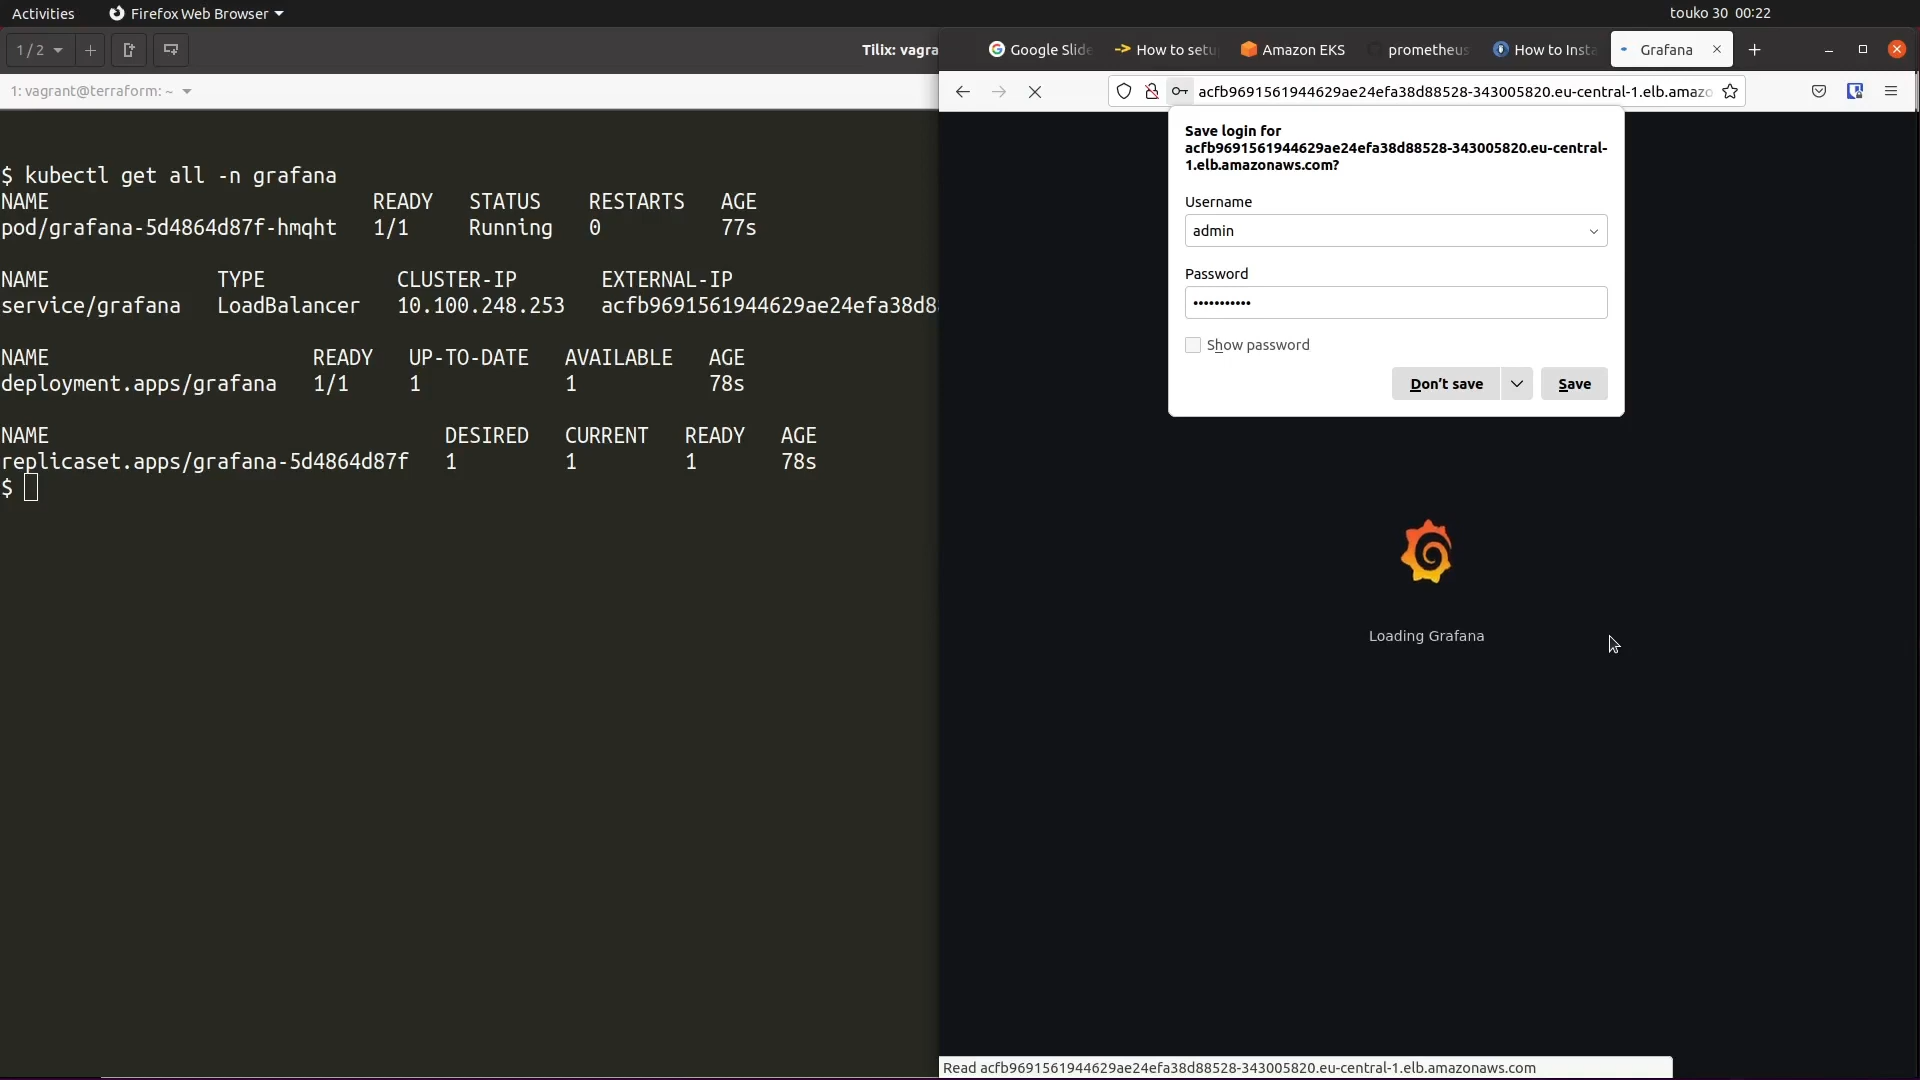 Activities
Firefox Web Browser
touko 30 00:22
1 / 2
Tilix: vagra
1: vagrant@terraform: ~
$ kubectl get all -n grafana
NAME READY STATUS RESTARTS AGE
pod/grafana-5d4864d87f-hmqht 1/1 Running 0 77s
NAME TYPE CLUSTER-IP EXTERNAL-IP
service/grafana LoadBalancer 10.100.248.253 acfb9691561944629ae24efa38d8
NAME READY UP-TO-DATE AVAILABLE AGE
deployment.apps/grafana 1/1 1 1 78s
NAME DESIRED CURRENT READY AGE
replicaset.apps/grafana-5d4864d87f 1 1 1 78s
$
Google Slide
How to setu
Amazon EKS
prometheus
How to Insta
Grafana
acfb9691561944629ae24efa38d88528-343005820.eu-central-1.elb.amazo
Save login for
acfb9691561944629ae24efa38d88528-343005820.eu-central-
1.elb.amazonaws.com?
Username
admin
Password
•••••••••••
Show password
Don't save
Save
Loading Grafana
Read acfb9691561944629ae24efa38d88528-343005820.eu-central-1.elb.amazonaws.com